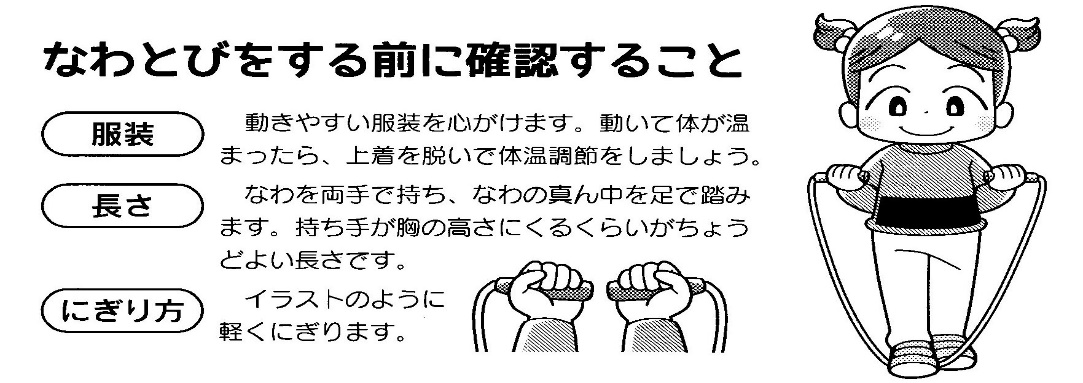 なわとびをする前に確認すること
服装
動きやすい服装を心がけます。動いて体が温
まったら、上着を脱いで体温調節をしましょう。
長さ
なわを両手で持ち、なわの真ん中を足で踏み
ます。持ち手が胸の高さにくるくらいがちょう
どよい長さです。
にぎり方
イラストのように
軽くにぎります。